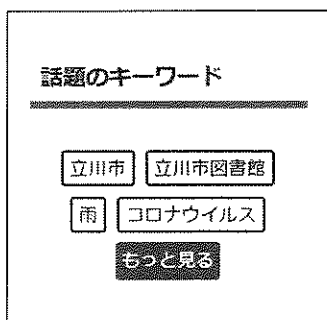 話題のキーワード
立川市 立川市図書館
雨 コロナウイルス
もっと見る